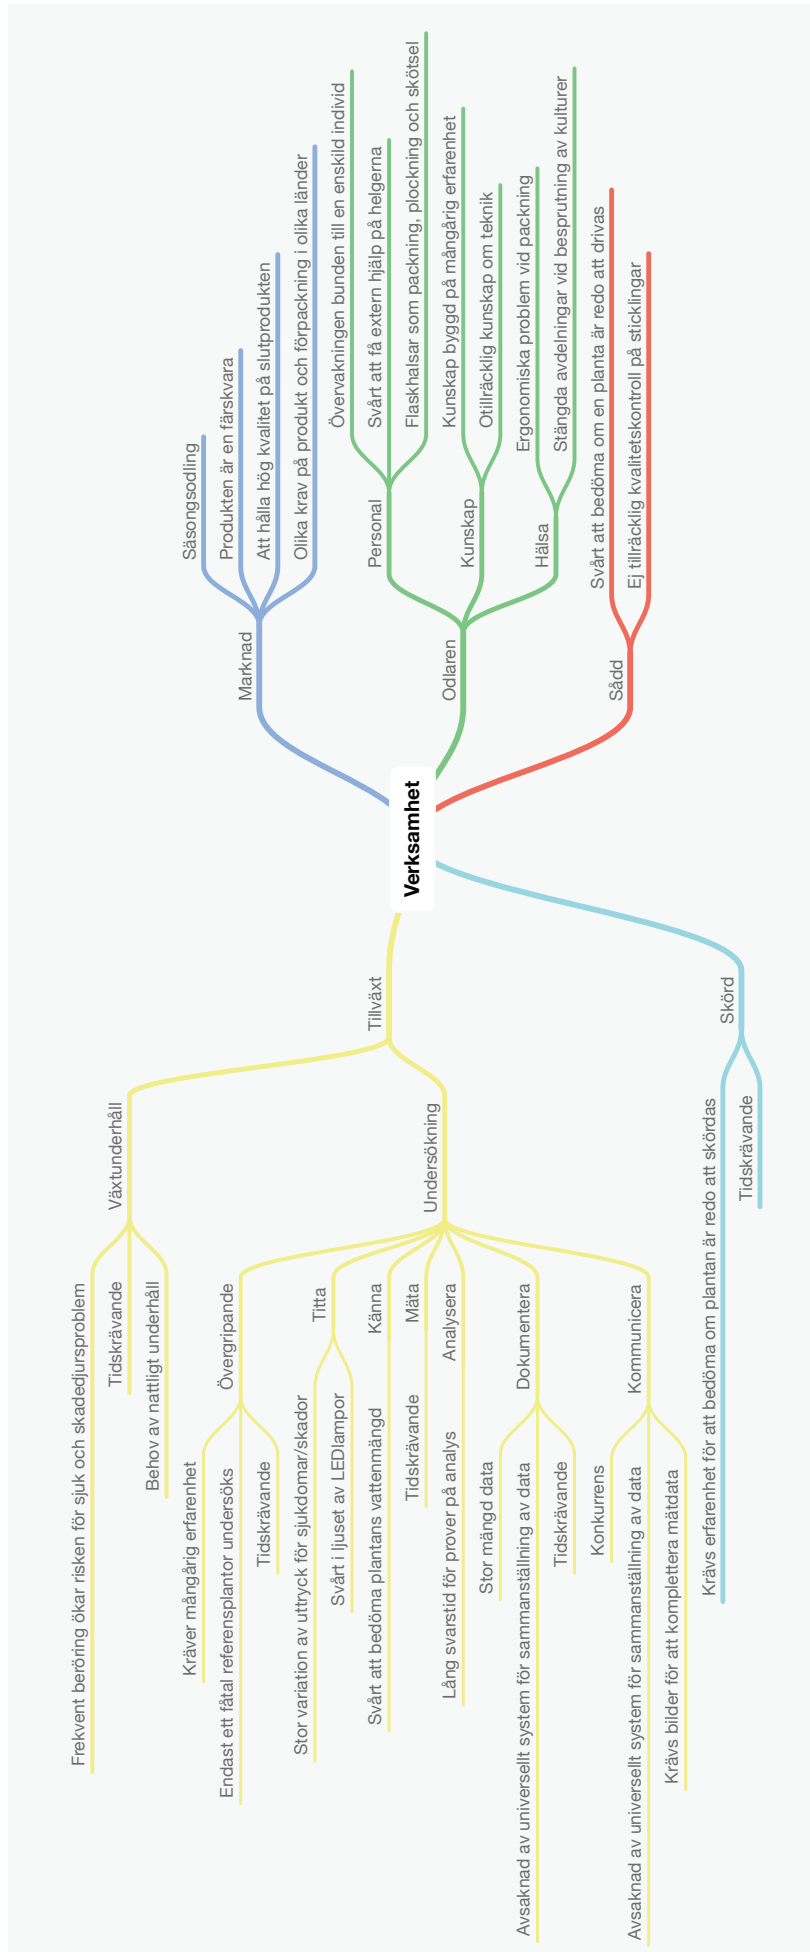 Verksamhet
Marknad
Säsongsodling
Produkten är en färskvara
Att hålla hög kvalitet på slutprodukten
Olika krav på produkt och förpackning i olika länder
Odlaren
Personal
Övervakningen bunden till en enskild individ
Svårt att få extern hjälp på helgerna
Flaskhalsar som packning, plockning och skötsel
Kunskap
Kunskap byggd på mångårig erfarenhet
Otillräcklig kunskap om teknik
Hälsa
Ergonomiska problem vid packning
Stängda avdelningar vid besprutning av kulturer
Sådd
Svårt att bedöma om en planta är redo att drivas
Ej tillräcklig kvalitetskontroll på sticklingar
Tillväxt
Växtunderhåll
Frekvent beröring ökar risken för sjuk och skadedjursproblem
Tidskrävande
Behov av nattligt underhåll
Undersökning
Övergripande
Kräver mångårig erfarenhet
Endast ett fåtal referensplantor undersöks
Tidskrävande
Titta
Stor variation av uttryck för sjukdomar/skador
Svårt i ljuset av LEDlampor
Känna
Svårt att bedöma plantans vattenmängd
Mäta
Tidskrävande
Analysera
Lång svarstid för prover på analys
Dokumentera
Stor mängd data
Avsaknad av universellt system för sammanställning av data
Tidskrävande
Kommunicera
Konkurrens
Avsaknad av universellt system för sammanställning av data
Krävs bilder för att komplettera mätdata
Skörd
Krävs erfarenhet för att bedöma om plantan är redo att skördas
Tidskrävande